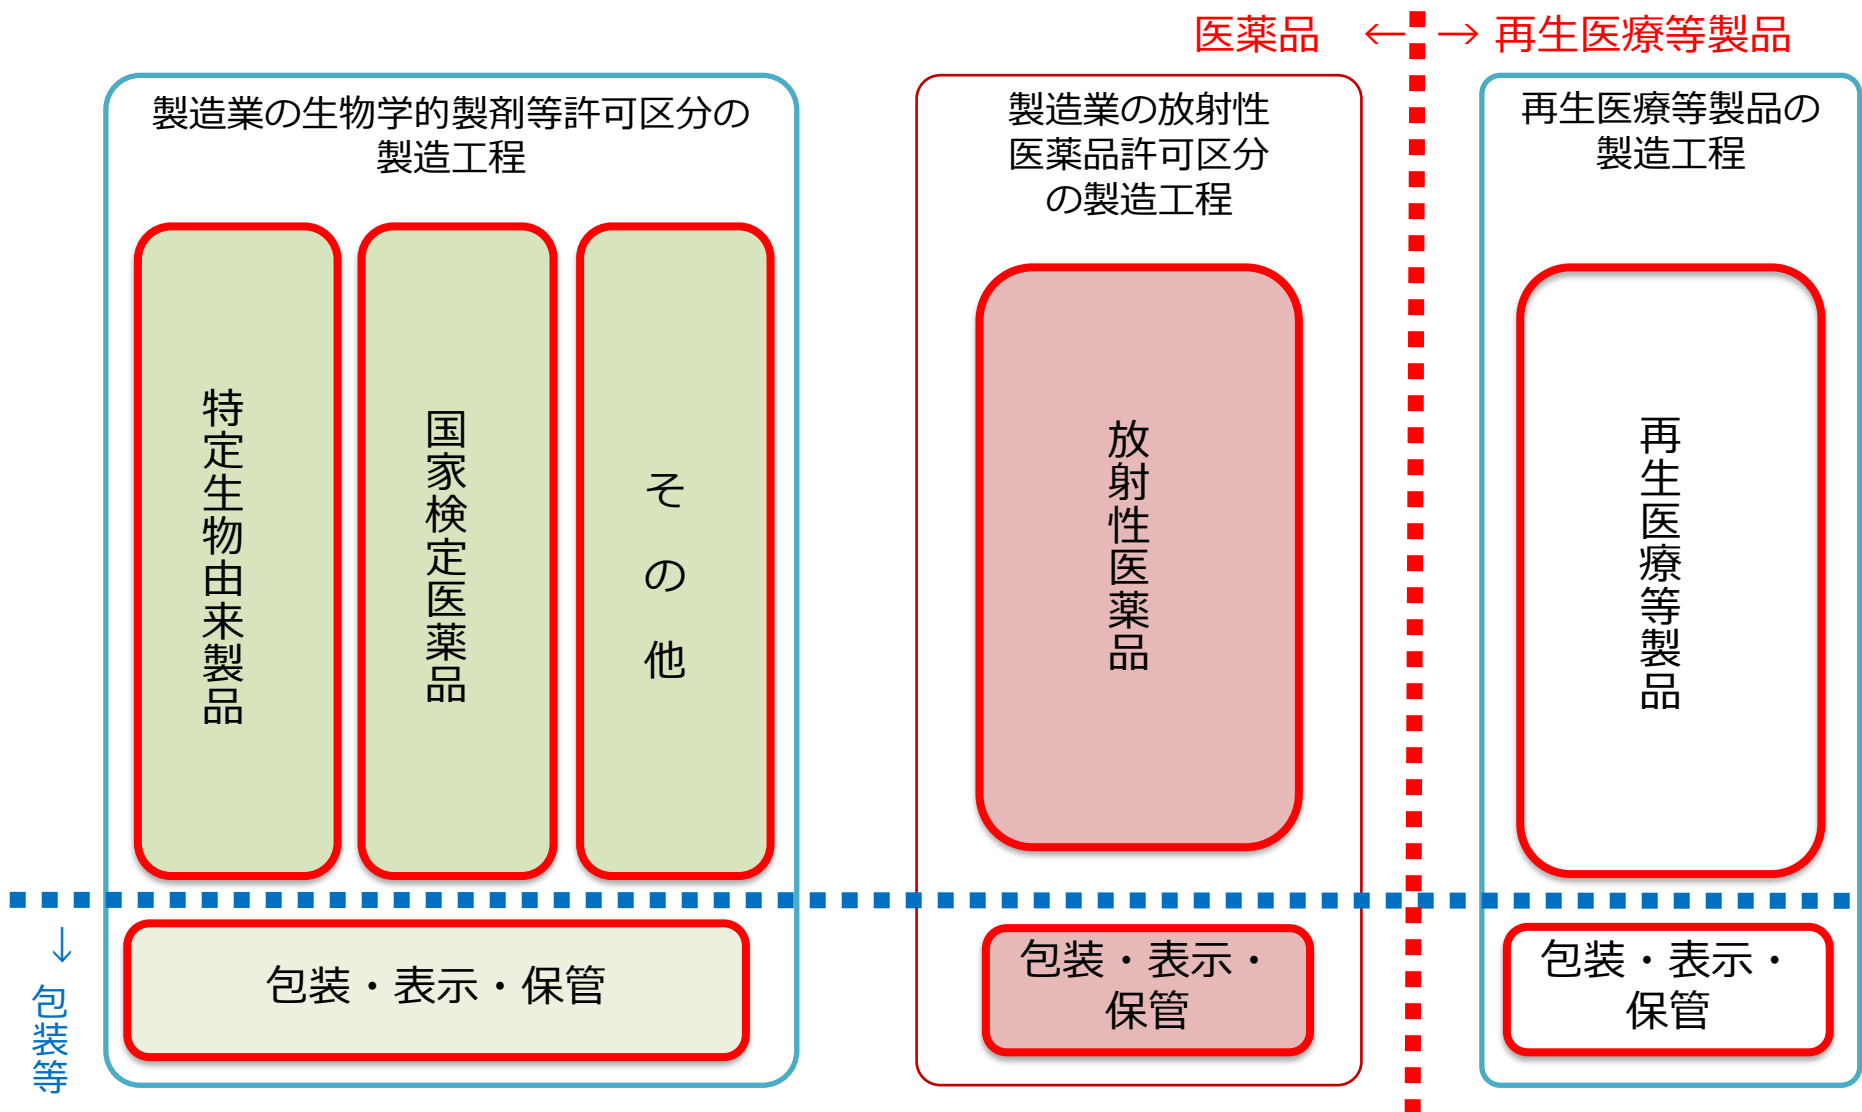 医薬品 ← → 再生医療等製品
製造業の生物学的製剤等許可区分の
製造工程
特定生物由来製品
国家検定医薬品
その他
製造業の放射性
医薬品許可区分
の製造工程
放射性医薬品
再生医療等製品の
製造工程
再生医療等製品
↓包装等
包装・表示・保管
包装・表示・
保管
包装・表示・
保管